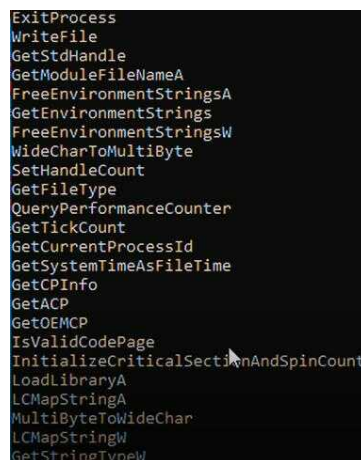 ExitProcess
WriteFile
GetStdHandle
GetModuleFileNameA
FreeEnvironmentStringsA
GetEnvironmentStrings
FreeEnvironmentStringsW
WideCharToMultiByte
SetHandleCount
GetFileType
QueryPerformanceCounter
GetTickCount
GetCurrentProcessId
GetSystemTimeAsFileTime
GetCPInfo
GetACP
GetOEMCP
IsValidCodePage
InitializeCriticalSectionAndSpinCount
LoadLibraryA
LCMapStringA
MultiByteToWideChar
LCMapStringW
GetStringTypeW